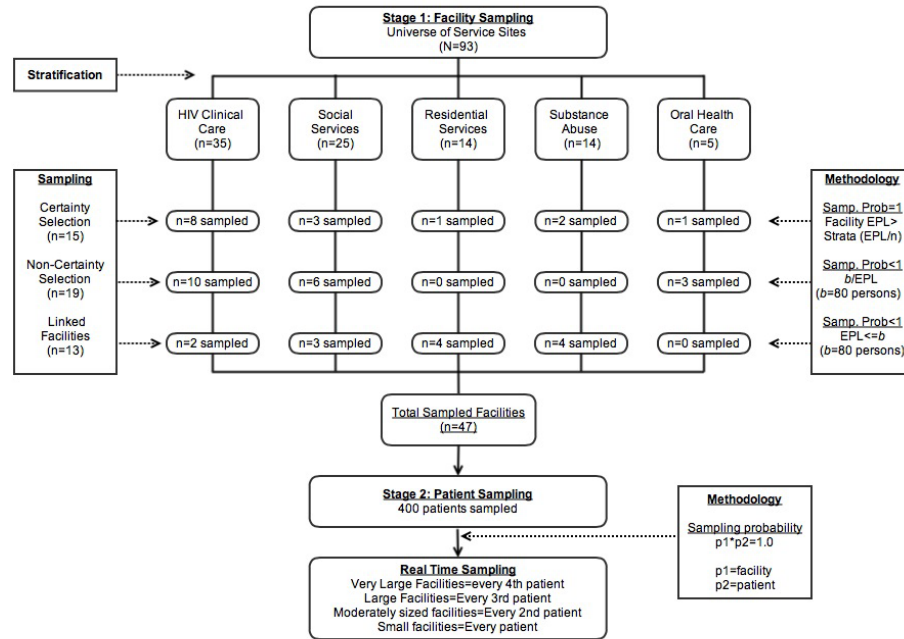 Stage 1: Facility Sampling
Universe of Service Sites
(N=93)
Stratification
HIV Clinical
Care
(n=35)
Social
Services
(n=25)
Residential
Services
(n=14)
Substance
Abuse
(n=14)
Oral Health
Care
(n=5)
Sampling
Certainty
Selection
(n=15)
Non-Certainty
Selection
(n=19)
Linked
Facilities
(n=13)
n=8 sampled
n=3 sampled
n=1 sampled
n=2 sampled
n=1 sampled
n=10 sampled
n=6 sampled
n=0 sampled
n=0 sampled
n=3 sampled
n=2 sampled
n=3 sampled
n=4 sampled
n=4 sampled
n=0 sampled
Methodology
Samp. Prob=1
Facility EPL>
Strata (EPL/n)
Samp. Prob<1
b/EPL
(b=80 persons)
Samp. Prob<1
EPL<=b
(b=80 persons)
Total Sampled Facilities
(n=47)
Stage 2: Patient Sampling
400 patients sampled
Methodology
Sampling probability
p1*p2=1.0
p1=facility
p2=patient
Real Time Sampling
Very Large Facilities=every 4th patient
Large Facilities=Every 3rd patient
Moderately sized facilities=Every 2nd patient
Small facilities=Every patient